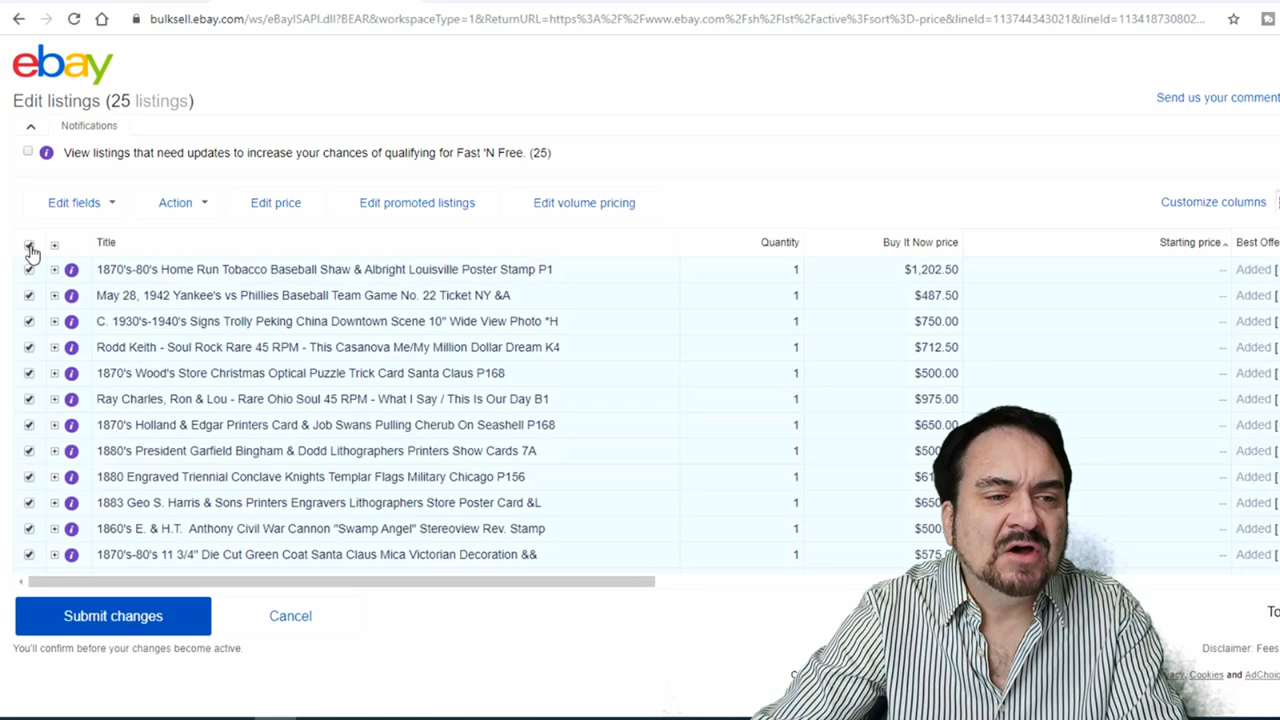 bulksell.ebay.com/ws/eBayISAPI.dll?BEAR&workspaceType=1&ReturnURL=https%3A%2F%2Fwww.ebay.com%2Fsh%2Flst%2Factive%3Fsort%3D-price&lineId=113744343021&lineId=113418730802...
ebay
Edit listings (25 listings)
Send us your comment
Notifications
View listings that need updates to increase your chances of qualifying for Fast 'N Free. (25)
Edit fields Action Edit price Edit promoted listings Edit volume pricing Customize columns
Title Quantity Buy It Now price Starting price Best Offe
1870's-80's Home Run Tobacco Baseball Shaw & Albright Louisville Poster Stamp P1 1 $1,202.50 -- Added [
May 28, 1942 Yankee's vs Phillies Baseball Team Game No. 22 Ticket NY &A 1 $487.50 -- Added [
C. 1930's-1940's Signs Trolly Peking China Downtown Scene 10" Wide View Photo *H 1 $750.00 -- Added [
Rodd Keith - Soul Rock Rare 45 RPM - This Casanova Me/My Million Dollar Dream K4 1 $712.50 -- Added [
1870's Wood's Store Christmas Optical Puzzle Trick Card Santa Claus P168 1 $500.00 -- Added [
Ray Charles, Ron & Lou - Rare Ohio Soul 45 RPM - What I Say / This Is Our Day B1 1 $975.00 -- Added [
1870's Holland & Edgar Printers Card & Job Swans Pulling Cherub On Seashell P168 1 $650.00 -- Added [
1880's President Garfield Bingham & Dodd Lithographers Printers Show Cards 7A 1 $500 -- Added [
1880 Engraved Triennial Conclave Knights Templar Flags Military Chicago P156 1 -- Added [
1883 Geo S. Harris & Sons Printers Engravers Lithographers Store Poster Card &L 1 $650 -- Added [
1860's E. & H.T. Anthony Civil War Cannon "Swamp Angel" Stereoview Rev. Stamp 1 $500 -- Added [
1870's-80's 11 3/4" Die Cut Green Coat Santa Claus Mica Victorian Decoration && 1 $575 -- Added [
Submit changes Cancel To
You'll confirm before your changes become active. Disclaimer: Fees
Cookies and AdChoic